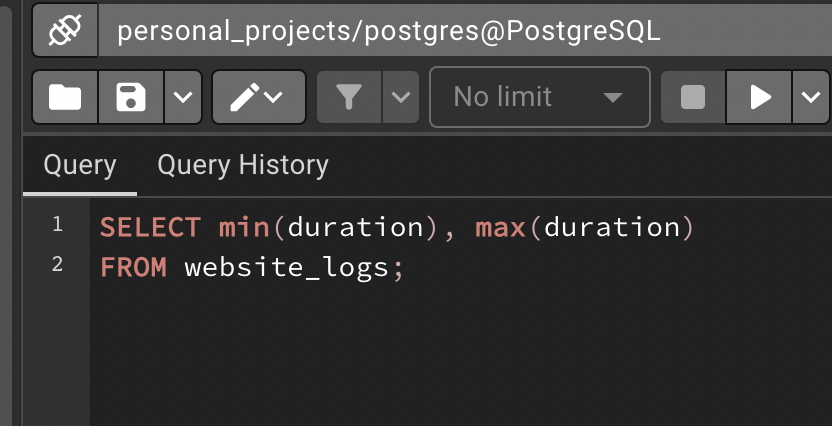 personal_projects/postgres@PostgreSQL
No limit
Query Query History
1 SELECT min(duration), max(duration)
2 FROM website_logs;